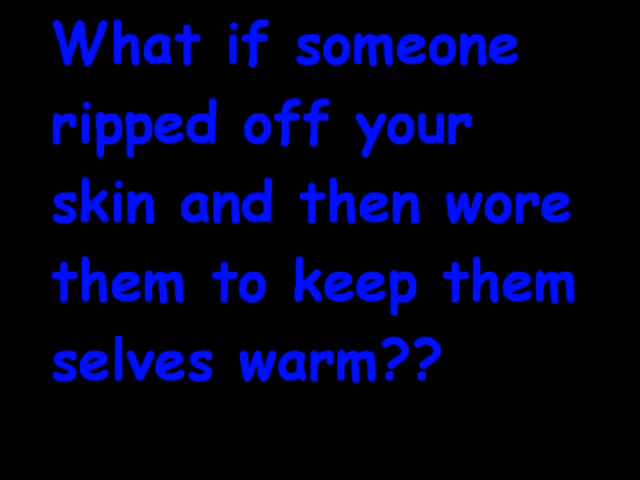 What if someone
ripped off your
skin and then wore
them to keep them
selves warm??